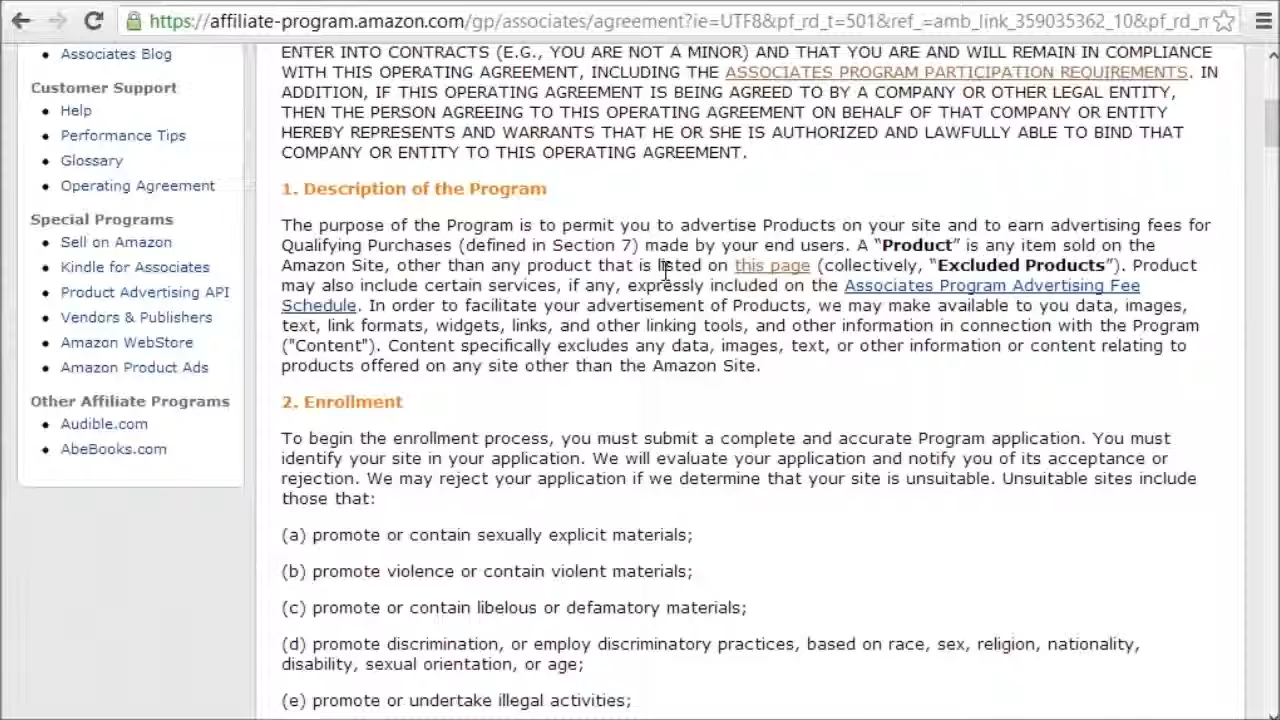 https://affiliate-program.amazon.com/gp/associates/agreement?ie=UTF8&pf_rd_t=501&ref_=amb_link_359035362_10&pf_rd_m
Associates Blog
Customer Support
Help
Performance Tips
Glossary
Operating Agreement
Special Programs
Sell on Amazon
Kindle for Associates
Product Advertising API
Vendors & Publishers
Amazon WebStore
Amazon Product Ads
Other Affiliate Programs
Audible.com
AbeBooks.com
ENTER INTO CONTRACTS (E.G., YOU ARE NOT A MINOR) AND THAT YOU ARE AND WILL REMAIN IN COMPLIANCE
WITH THIS OPERATING AGREEMENT, INCLUDING THE ASSOCIATES PROGRAM PARTICIPATION REQUIREMENTS. IN
ADDITION, IF THIS OPERATING AGREEMENT IS BEING AGREED TO BY A COMPANY OR OTHER LEGAL ENTITY,
THEN THE PERSON AGREEING TO THIS OPERATING AGREEMENT ON BEHALF OF THAT COMPANY OR ENTITY
HEREBY REPRESENTS AND WARRANTS THAT HE OR SHE IS AUTHORIZED AND LAWFULLY ABLE TO BIND THAT
COMPANY OR ENTITY TO THIS OPERATING AGREEMENT.
1. Description of the Program
The purpose of the Program is to permit you to advertise Products on your site and to earn advertising fees for
Qualifying Purchases (defined in Section 7) made by your end users. A “Product” is any item sold on the
Amazon Site, other than any product that is listed on this page (collectively, “Excluded Products”). Product
may also include certain services, if any, expressly included on the Associates Program Advertising Fee
Schedule. In order to facilitate your advertisement of Products, we may make available to you data, images,
text, link formats, widgets, links, and other linking tools, and other information in connection with the Program
("Content"). Content specifically excludes any data, images, text, or other information or content relating to
products offered on any site other than the Amazon Site.
2. Enrollment
To begin the enrollment process, you must submit a complete and accurate Program application. You must
identify your site in your application. We will evaluate your application and notify you of its acceptance or
rejection. We may reject your application if we determine that your site is unsuitable. Unsuitable sites include
those that:
(a) promote or contain sexually explicit materials;
(b) promote violence or contain violent materials;
(c) promote or contain libelous or defamatory materials;
(d) promote discrimination, or employ discriminatory practices, based on race, sex, religion, nationality,
disability, sexual orientation, or age;
(e) promote or undertake illegal activities;